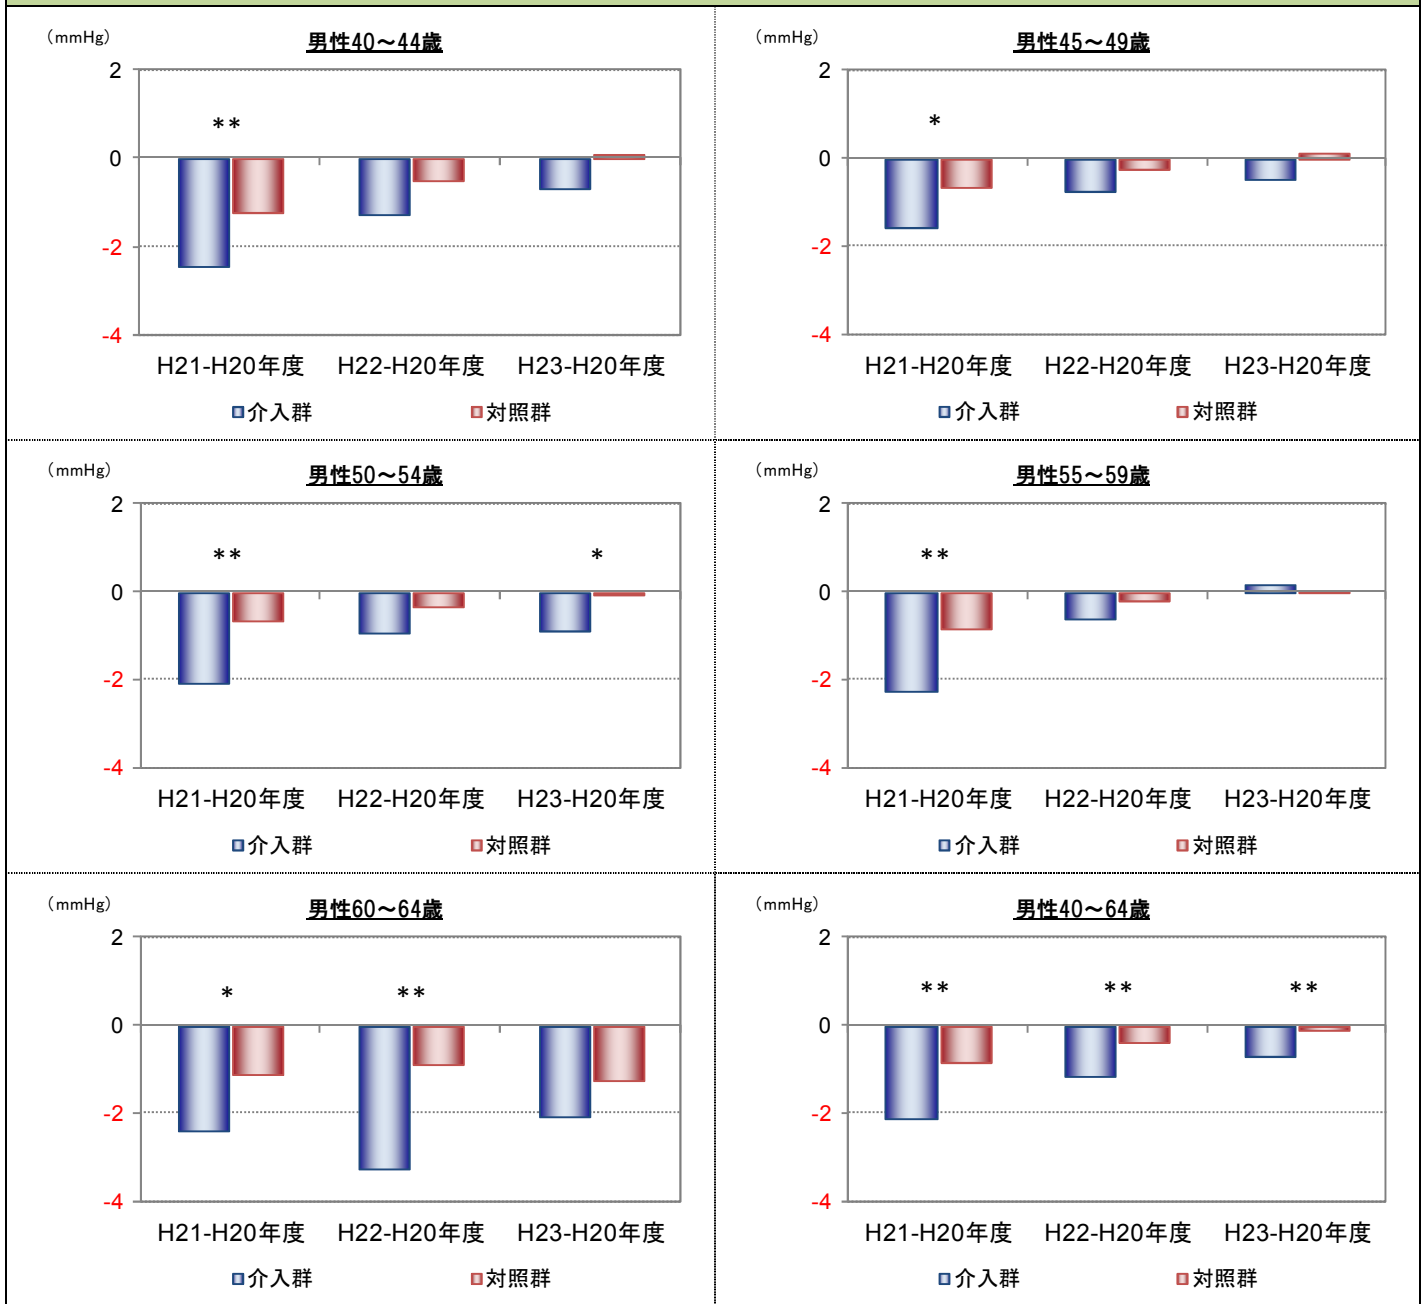 （mmHg）
男性40～44歳
2
**
0
-2
-4
H21-H20年度 H22-H20年度 H23-H20年度
介入群 対照群
（mmHg）
男性45～49歳
2
*
0
-2
-4
H21-H20年度 H22-H20年度 H23-H20年度
介入群 対照群
（mmHg）
男性50～54歳
2
** *
0
-2
-4
H21-H20年度 H22-H20年度 H23-H20年度
介入群 対照群
（mmHg）
男性55～59歳
2
**
0
-2
-4
H21-H20年度 H22-H20年度 H23-H20年度
介入群 対照群
（mmHg）
男性60～64歳
2
* **
0
-2
-4
H21-H20年度 H22-H20年度 H23-H20年度
介入群 対照群
（mmHg）
男性40～64歳
2
** ** **
0
-2
-4
H21-H20年度 H22-H20年度 H23-H20年度
介入群 対照群